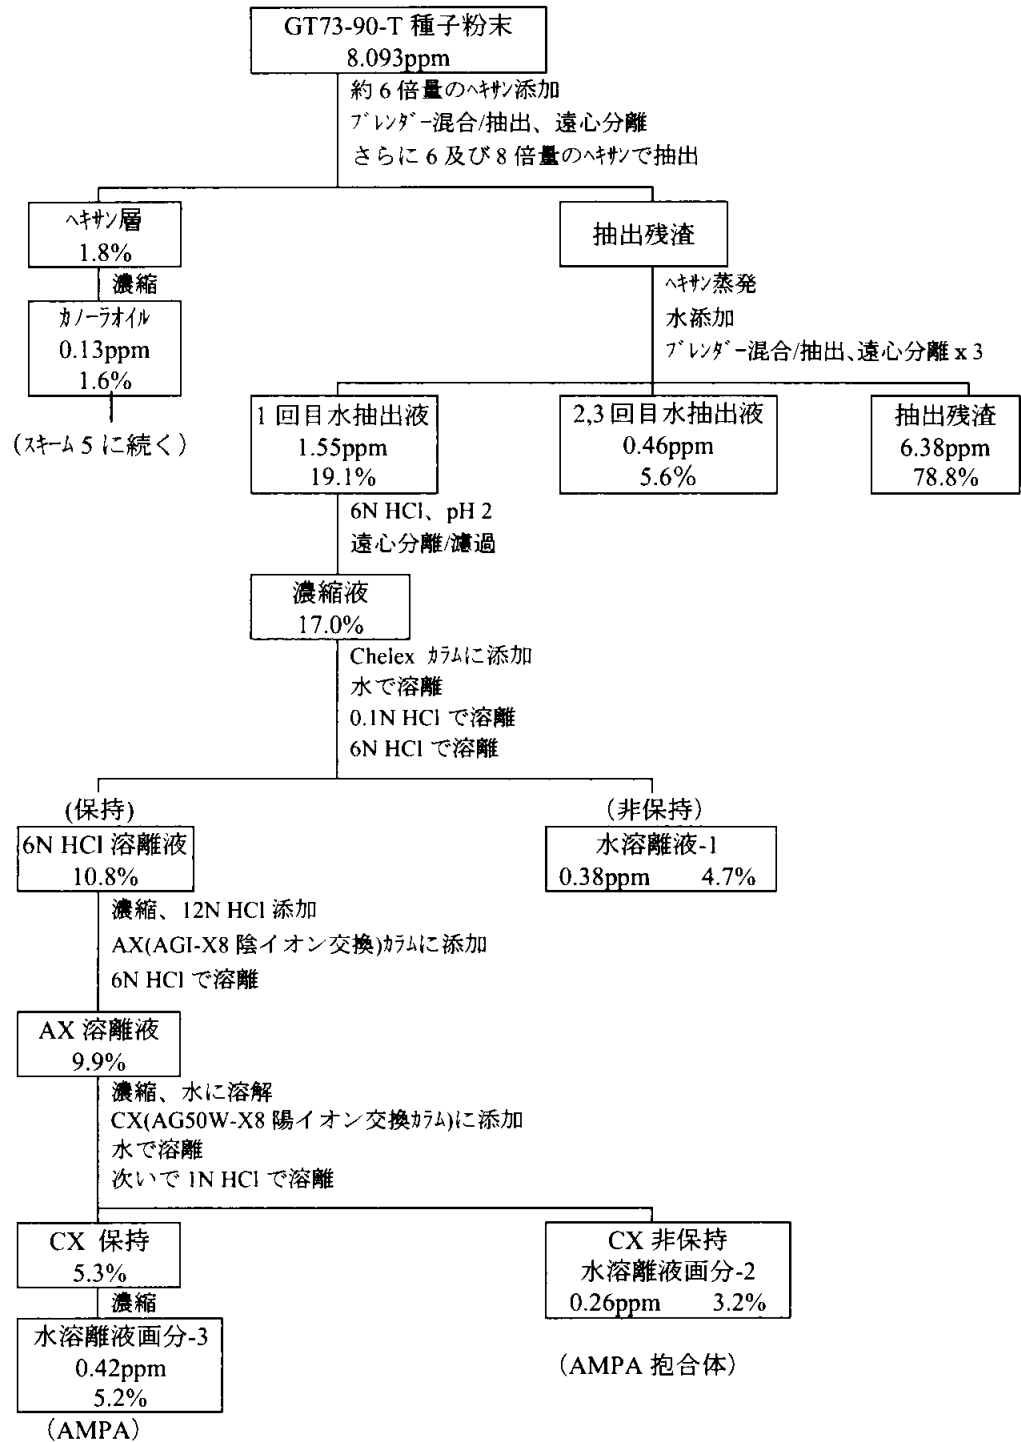 GT73-90-T 種子粉末
8.093ppm
約 6 倍量のﾍｷｻﾝ添加
ﾌﾞﾚﾝﾀﾞｰ混合/抽出、遠心分離
さらに 6 及び 8 倍量のﾍｷｻﾝで抽出
ﾍｷｻﾝ層
1.8%
抽出残渣
濃縮
ｶﾉｰﾗｵｲﾙ
0.13ppm
1.6%
(ｽｷｰﾑ 5 に続く)
ﾍｷｻﾝ蒸発
水添加
ﾌﾞﾚﾝﾀﾞｰ混合/抽出、遠心分離 x 3
1 回目水抽出液
1.55ppm
19.1%
2,3 回目水抽出液
0.46ppm
5.6%
抽出残渣
6.38ppm
78.8%
6N HCl、pH 2
遠心分離/濾過
濃縮液
17.0%
Chelex ｶﾗﾑに添加
水で溶離
0.1N HCl で溶離
6N HCl で溶離
(保持)
6N HCl 溶離液
10.8%
(非保持)
水溶離液-1
0.38ppm 4.7%
濃縮、12N HCl 添加
AX(AGI-X8 陰イオン交換)ｶﾗﾑに添加
6N HCl で溶離
AX 溶離液
9.9%
濃縮、水に溶解
CX(AG50W-X8 陽イオン交換ｶﾗﾑ)に添加
水で溶離
次いで 1N HCl で溶離
CX 保持
5.3%
CX 非保持
水溶離液画分-2
0.26ppm 3.2%
(AMPA 抱合体)
濃縮
水溶離液画分-3
0.42ppm
5.2%
(AMPA)